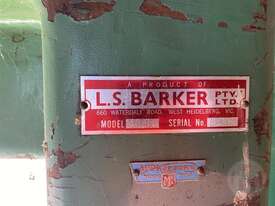 A PRODUCT OF
L.S. BARKER PTY. LTD.
660 WATERDALE ROAD, WEST HEIDELBERG, VIC.
MODEL SERIAL No